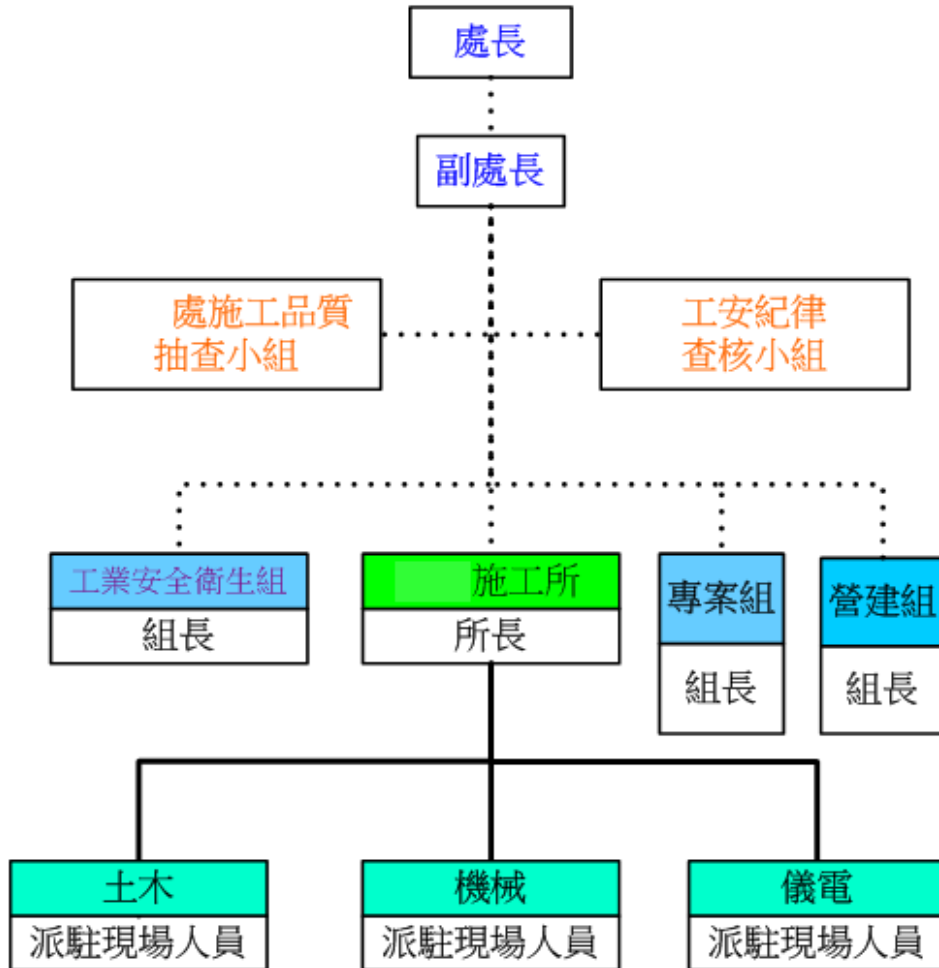 處長
副處長
處施工品質
抽查小組
工安紀律
查核小組
工業安全衛生組
組長
施工所
所長
專案組
組長
營建組
組長
土木
派駐現場人員
機械
派駐現場人員
儀電
派駐現場人員